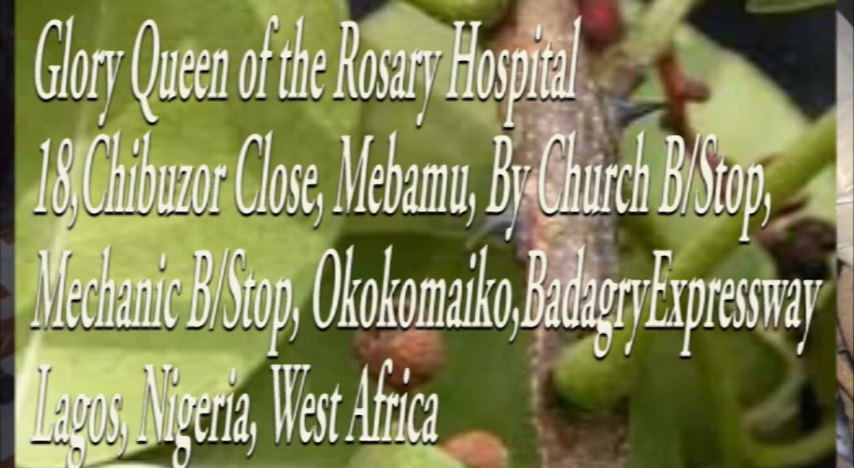 Glory Queen of the Rosary Hospital
18,Chibuzor Close, Mebamu, By Church B/Stop,
Mechanic B/Stop, Okokomaiko,BadagryExpressway
Lagos, Nigeria, West Africa